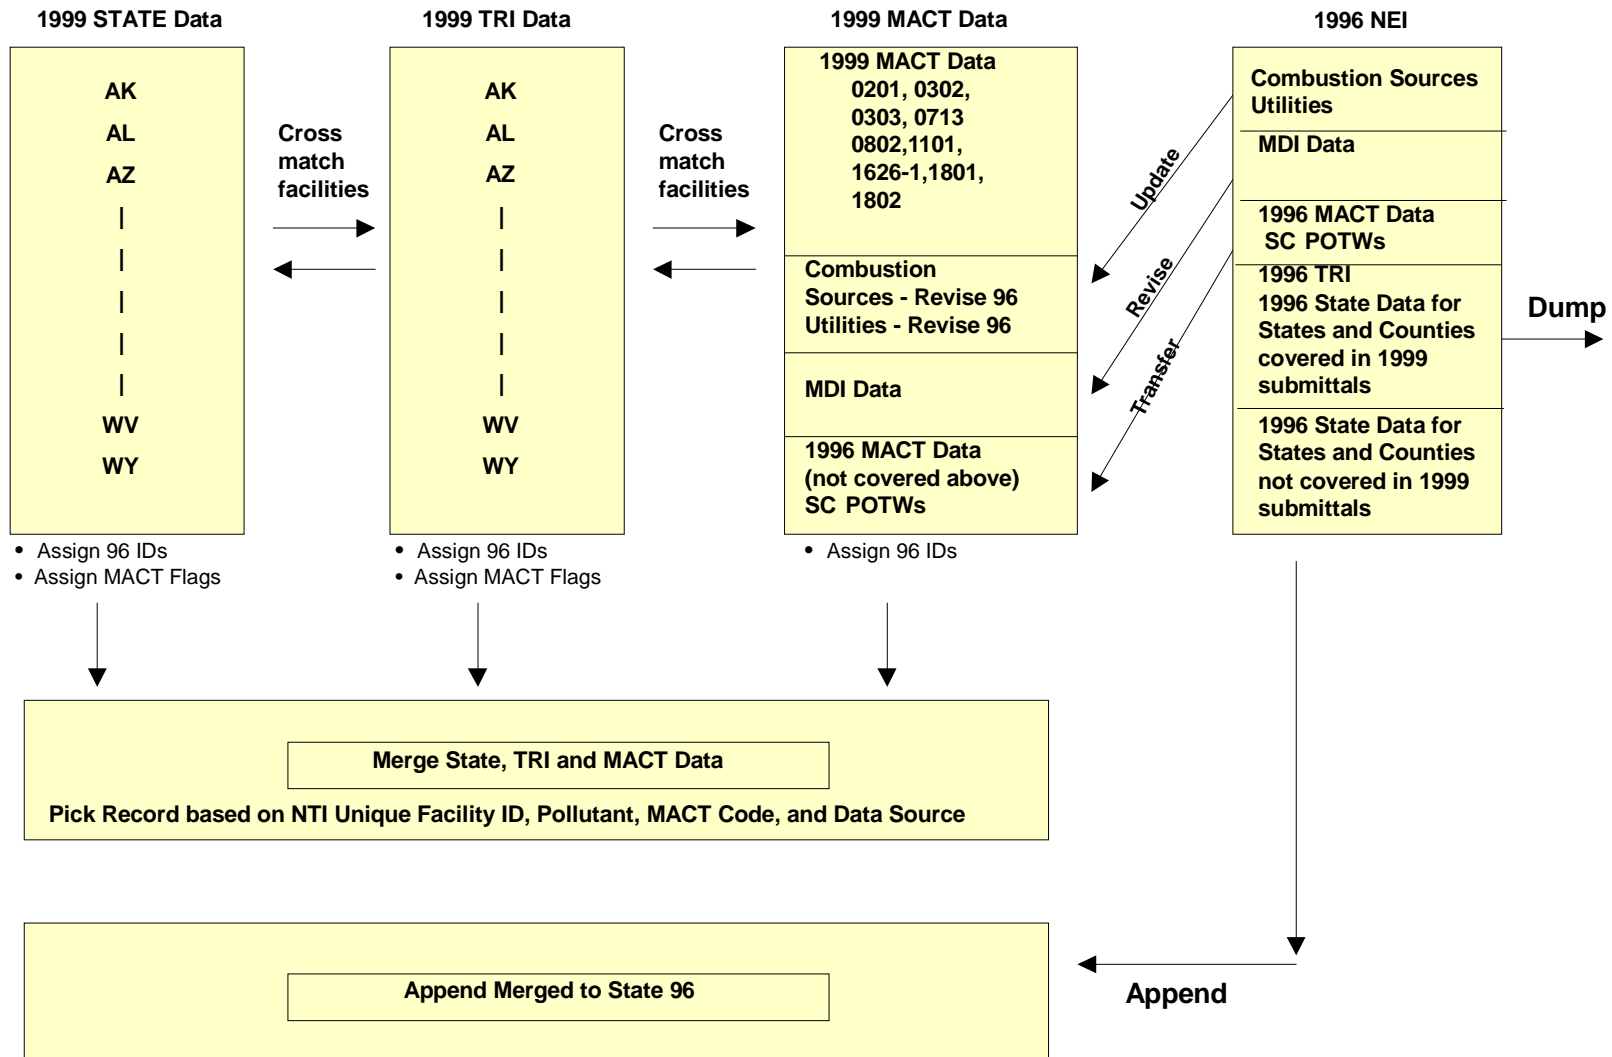 1999 STATE Data
AK
AL
AZ
|
|
|
|
|
WV
WY
• Assign 96 IDs
• Assign MACT Flags
Cross
match
facilities
1999 TRI Data
AK
AL
AZ
|
|
|
|
|
WV
WY
• Assign 96 IDs
• Assign MACT Flags
Cross
match
facilities
1999 MACT Data
1999 MACT Data
0201, 0302,
0303, 0713
0802,1101,
1626-1,1801,
1802
Combustion
Sources - Revise 96
Utilities - Revise 96
MDI Data
1996 MACT Data
(not covered above)
SC POTWs
• Assign 96 IDs
Update
Revise
Transfer
1996 NEI
Combustion Sources
Utilities
MDI Data
1996 MACT Data
SC POTWs
1996 TRI
1996 State Data for
States and Counties
covered in 1999
submittals
1996 State Data for
States and Counties
not covered in 1999
submittals
Dump
Merge State, TRI and MACT Data
Pick Record based on NTI Unique Facility ID, Pollutant, MACT Code, and Data Source
Append Merged to State 96
Append